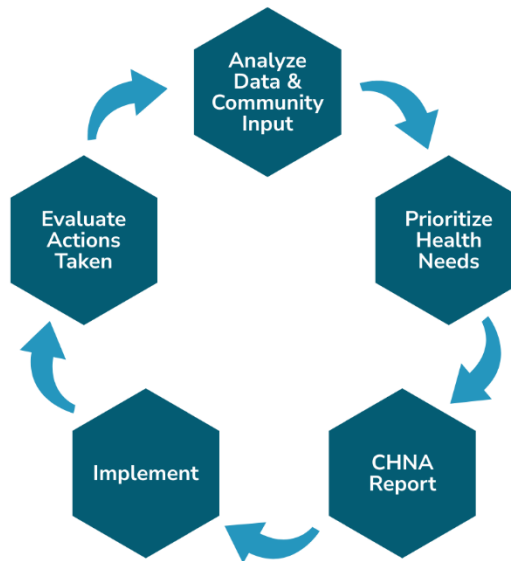 Analyze
Data &
Community
Input
Prioritize
Health
Needs
CHNA
Report
Implement
Evaluate
Actions
Taken